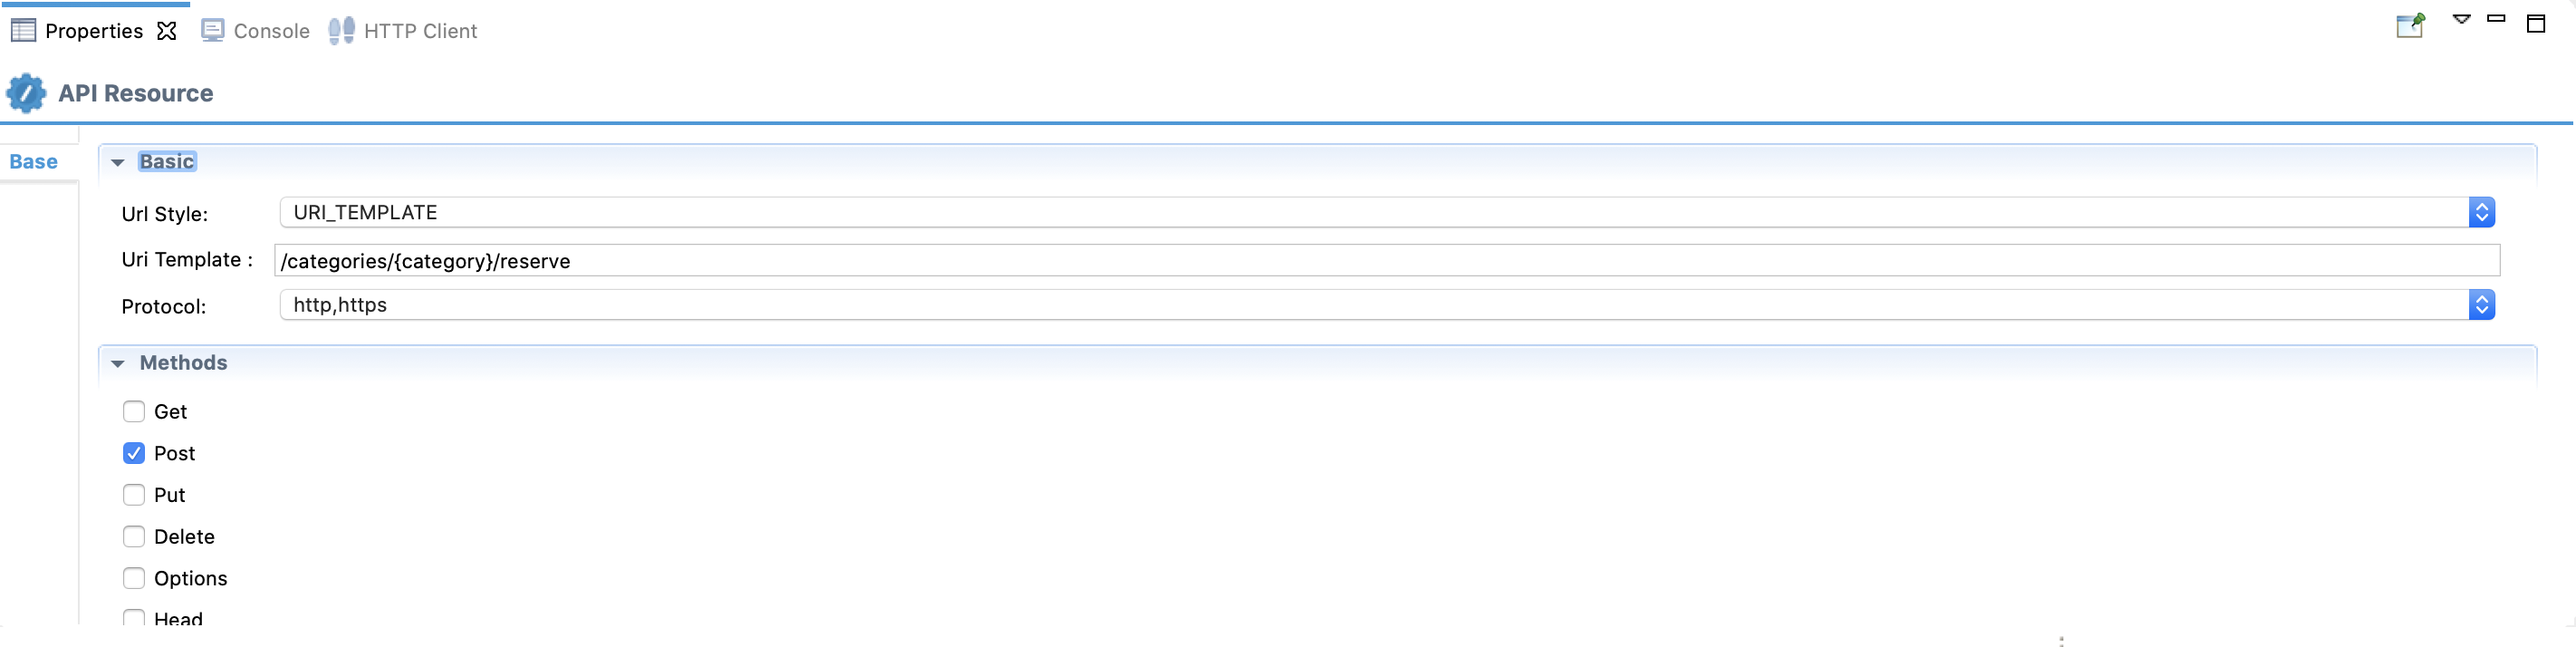 Properties Console HTTP Client
API Resource
Base
Basic
Url Style: URI_TEMPLATE
Uri Template : /categories/{category}/reserve
Protocol: http,https
Methods
Get
Post
Put
Delete
Options
Head